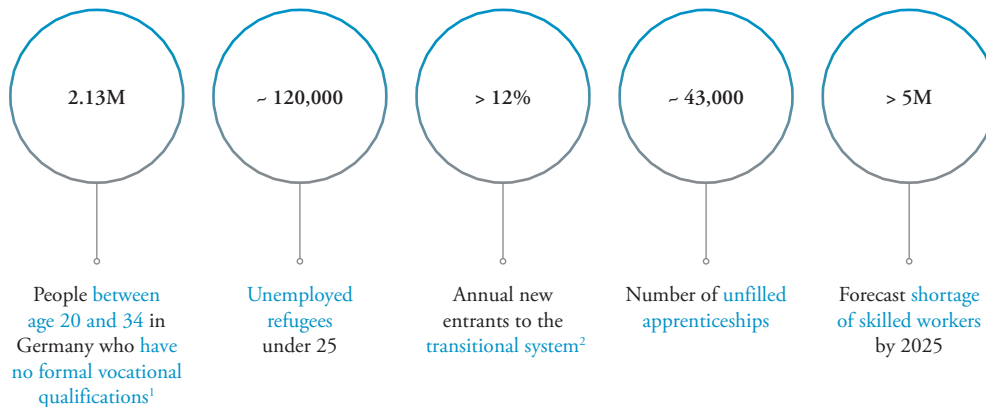 2.13M
~ 120,000
> 12%
~ 43,000
> 5M
People between
age 20 and 34 in
Germany who have
no formal vocational
qualifications¹
Unemployed
refugees
under 25
Annual new
entrants to the
transitional system²
Number of unfilled
apprenticeships
Forecast shortage
of skilled workers
by 2025